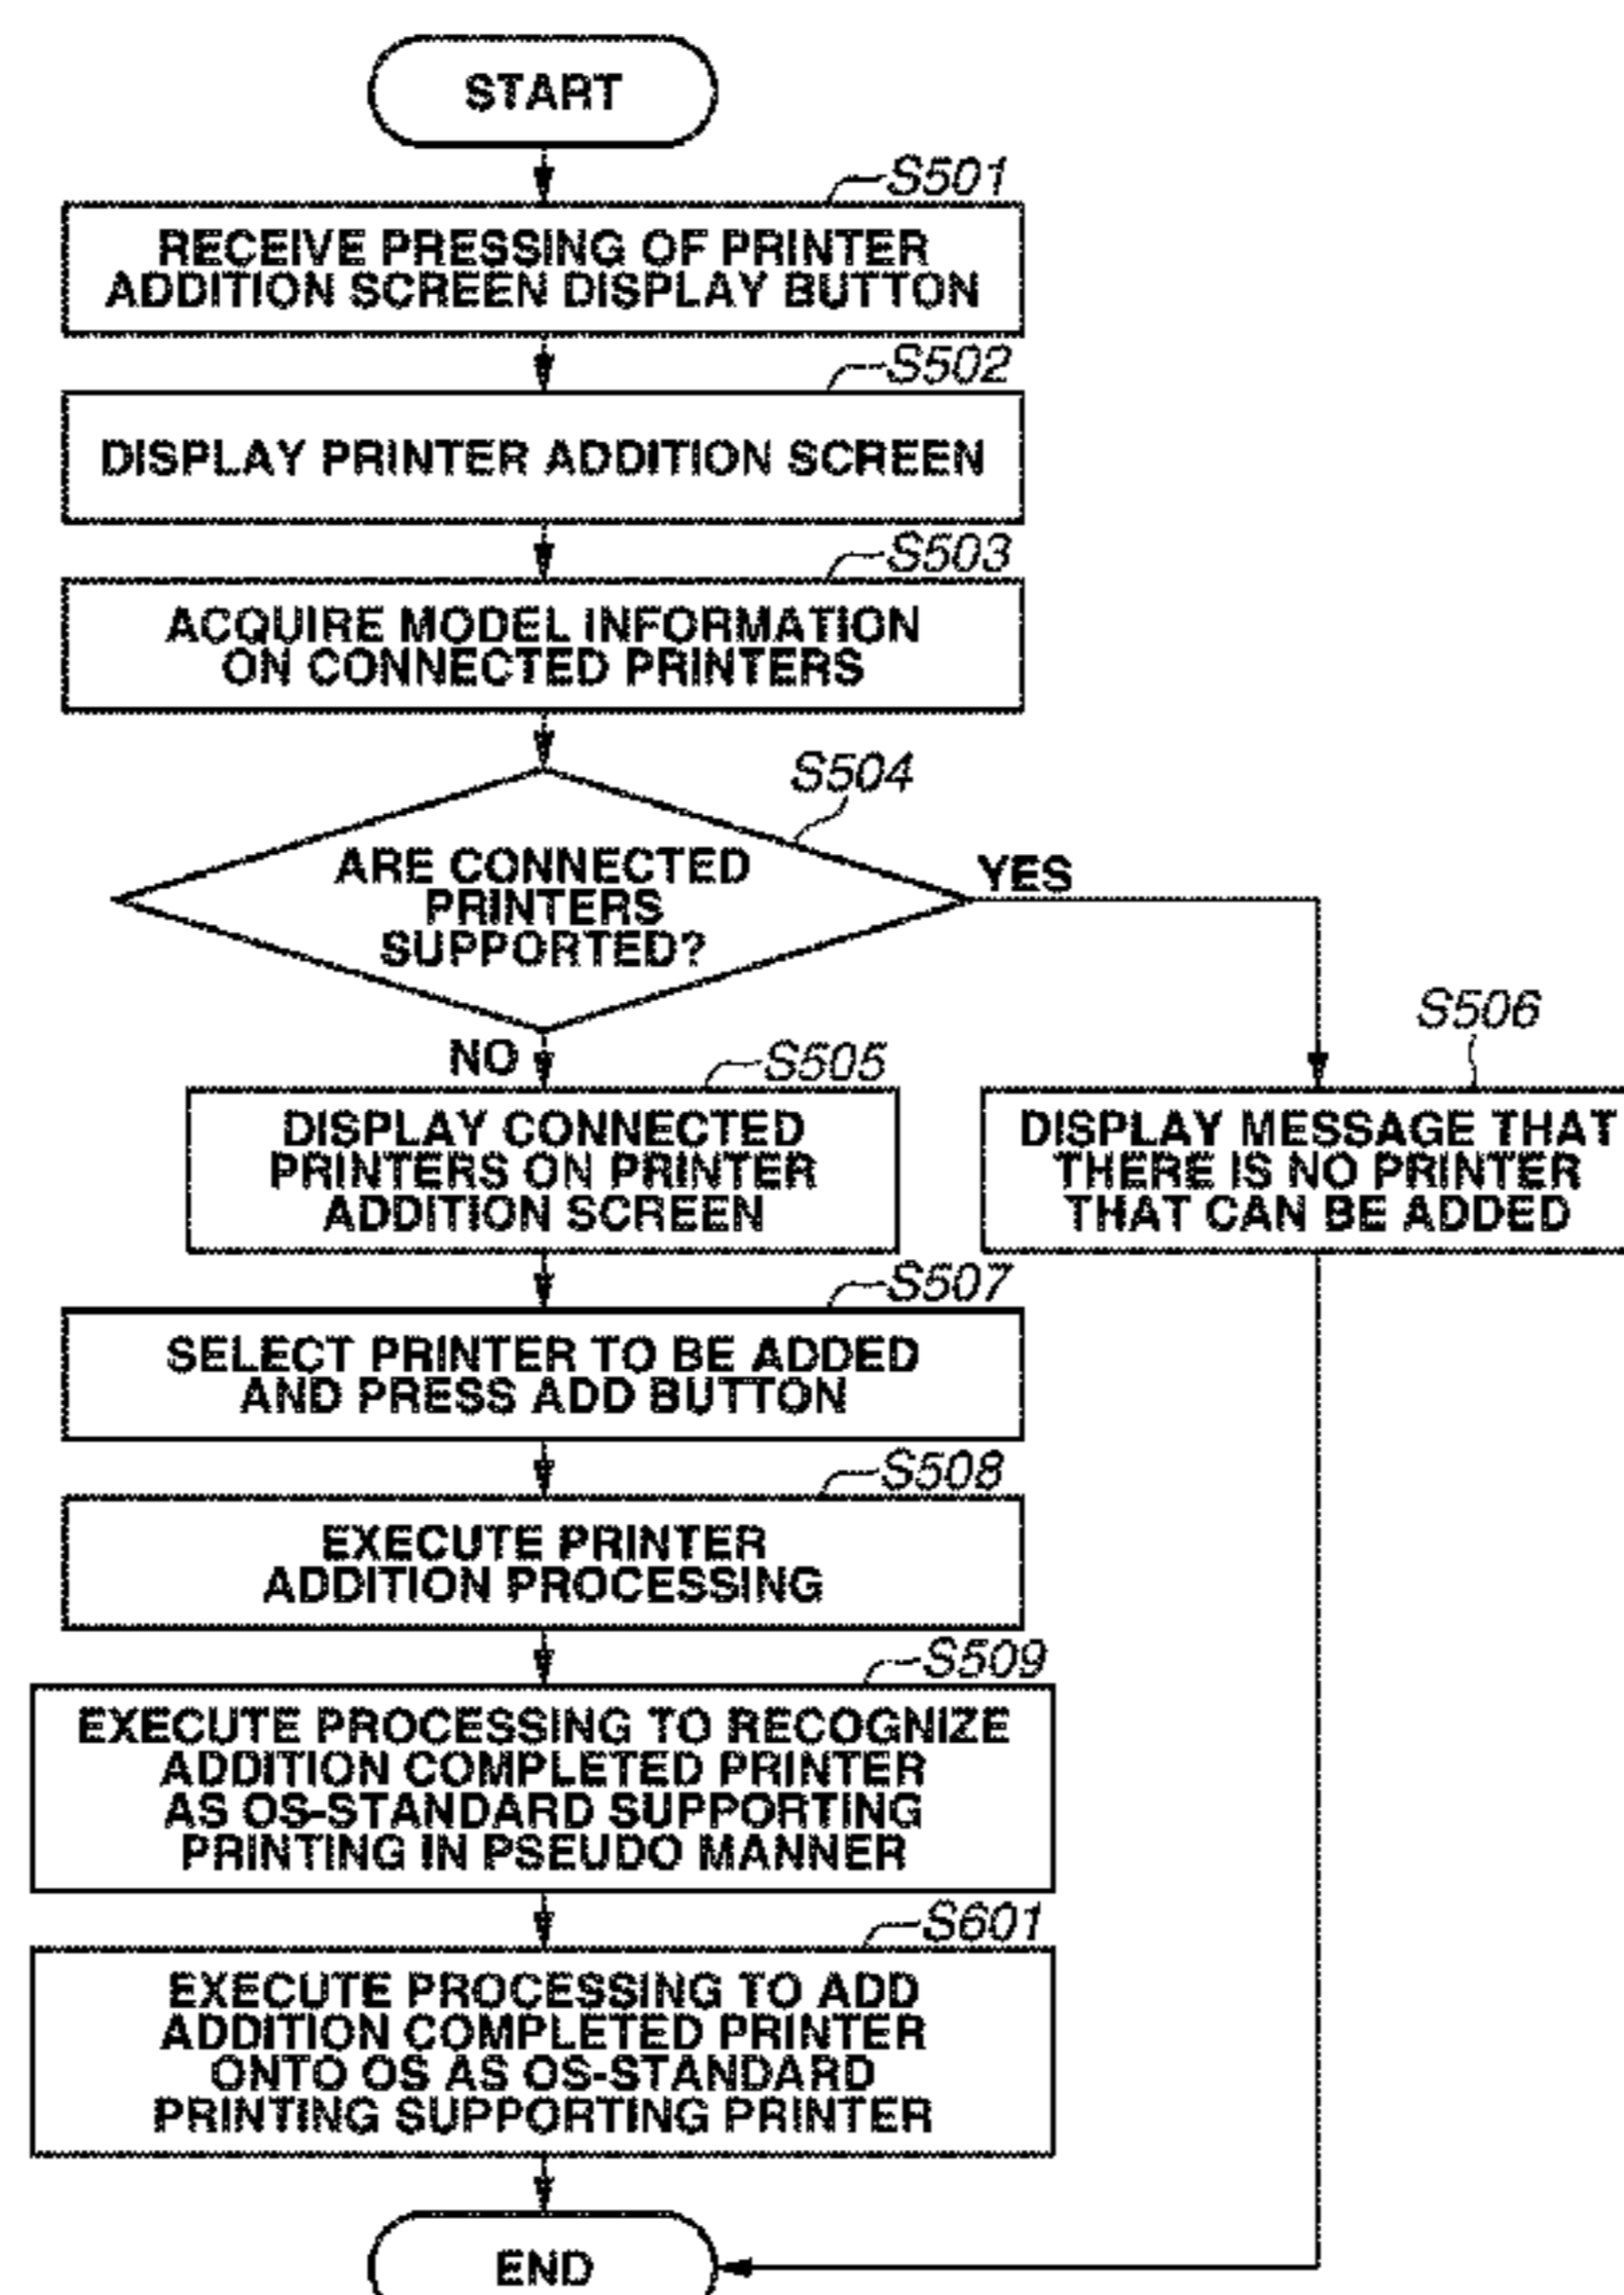 START
S501
RECEIVE PRESSING OF PRINTER
ADDITION SCREEN DISPLAY BUTTON
S502
DISPLAY PRINTER ADDITION SCREEN
S503
ACQUIRE MODEL INFORMATION
ON CONNECTED PRINTERS
S504
ARE CONNECTED
PRINTERS
SUPPORTED?
YES
NO
S505
DISPLAY CONNECTED
PRINTERS ON PRINTER
ADDITION SCREEN
S506
DISPLAY MESSAGE THAT
THERE IS NO PRINTER
THAT CAN BE ADDED
S507
SELECT PRINTER TO BE ADDED
AND PRESS ADD BUTTON
S508
EXECUTE PRINTER
ADDITION PROCESSING
S509
EXECUTE PROCESSING TO RECOGNIZE
ADDITION COMPLETED PRINTER
AS OS-STANDARD SUPPORTING
PRINTING IN PSEUDO MANNER
S601
EXECUTE PROCESSING TO ADD
ADDITION COMPLETED PRINTER
ONTO OS AS OS-STANDARD
PRINTING SUPPORTING PRINTER
END